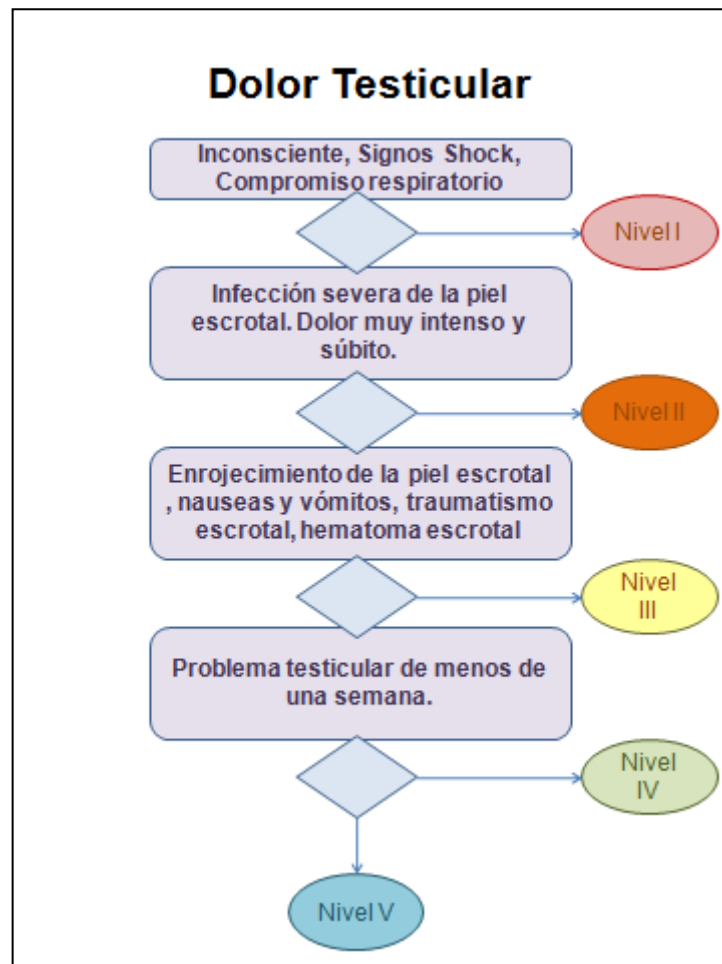 Dolor Testicular
Inconsciente, Signos Shock,
Compromiso respiratorio
Nivel I
Infección severa de la piel
escrotal. Dolor muy intenso y
súbito.
Nivel II
Enrojecimiento de la piel escrotal
, nauseas y vómitos, traumatismo
escrotal, hematoma escrotal
Nivel
III
Problema testicular de menos de
una semana.
Nivel
IV
Nivel V